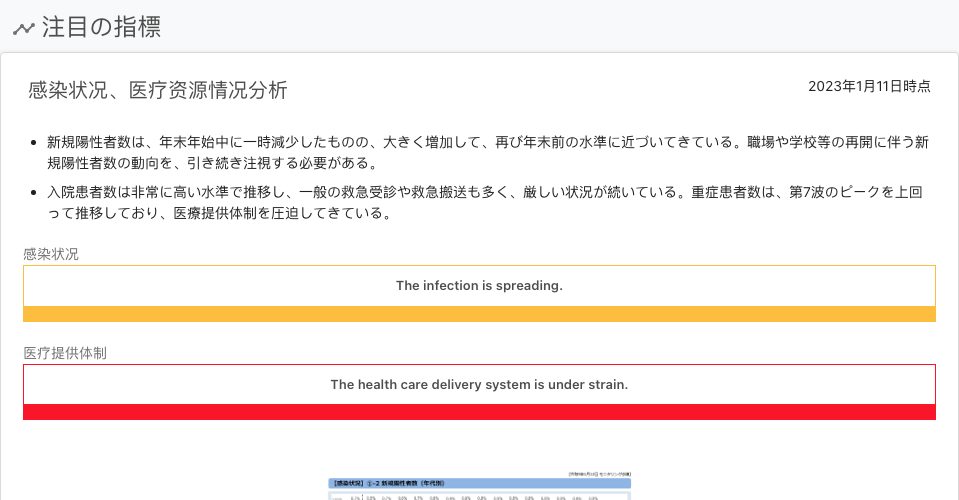 注目の指標
感染状况、医疗资源情况分析
2023年1月11日時点
新規陽性者数は、年末年始中に一時減少したものの、大きく増加して、再び年末前の水準に近づいてきている。職場や学校等の再開に伴う新
規陽性者数の動向を、引き続き注視する必要がある。
入院患者数は非常に高い水準で推移し、一般の救急受診や救急搬送も多く、厳しい状況が続いている。重症患者数は、第7波のピークを上回
って推移しており、医療提供体制を圧迫してきている。
感染状况
The infection is spreading.
医疗提供体制
The health care delivery system is under strain.
【感染状況】①-2 新規陽性者数（年代別）